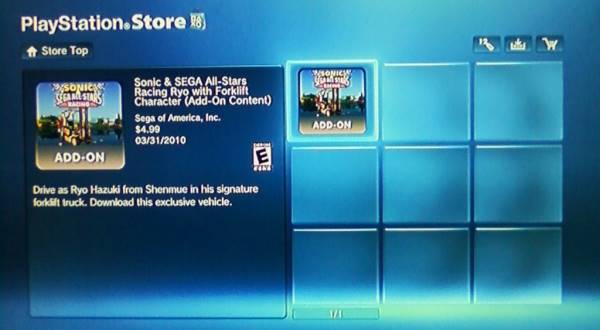 PlayStation®Store
Store Top
Sonic & SEGA All-Stars
Racing Ryo with Forklift
Character (Add-On Content)
Sega of America, Inc.
$4.99
03/31/2010
SONIC
SEGA ALL-STARS
RACING
ADD-ON
E
Drive as Ryo Hazuki from Shenmue in his signature
forklift truck. Download this exclusive vehicle.
SONIC
SEGA ALL-STARS
RACING
ADD-ON
1/1